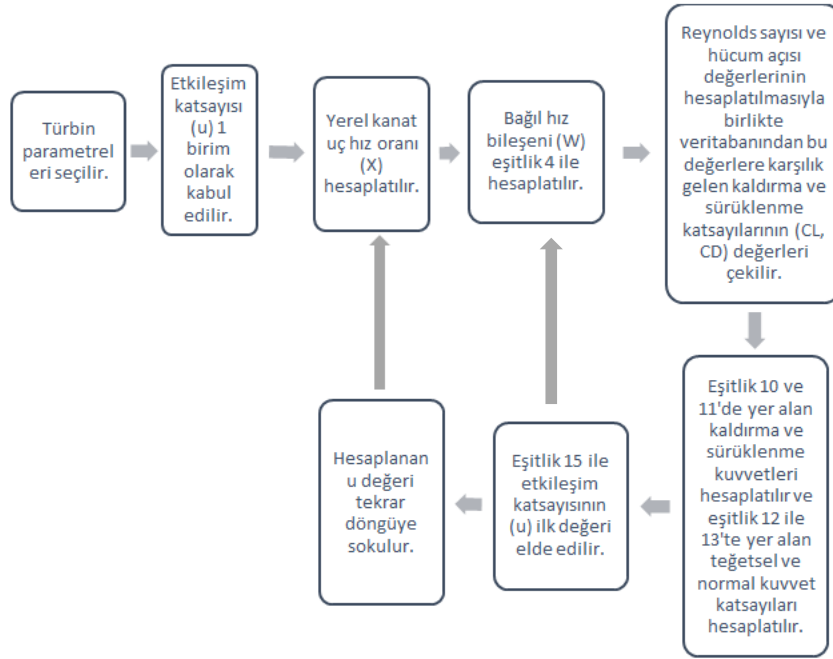 Türbin
parametrel
eri seçilir.
Etkileşim
katsayısı
(u) 1
birim
olarak
kabul
edilir.
Yerel kanat
uç hız oranı
(X)
hesaplatılır.
Bağıl hız
bileşeni (W)
eşitlik 4 ile
hesaplatılır.
Reynolds sayısı ve
hücum açısı
değerlerinin
hesaplatılmasıyla
birlikte
veritabanından bu
değerlere karşılık
gelen kaldırma ve
sürüklenme
katsayılarının (CL,
CD) değerleri
çekilir.
Eşitlik 10 ve
11'de yer alan
kaldırma ve
sürüklenme
kuvvetleri
hesaplatılır ve
eşitlik 12 ile
13'te yer alan
teğetsel ve
normal kuvvet
katsayıları
hesaplatılır.
Eşitlik 15 ile
etkileşim
katsayısının
(u) ilk değeri
elde edilir.
Hesaplanan
u değeri
tekrar
döngüye
sokulur.